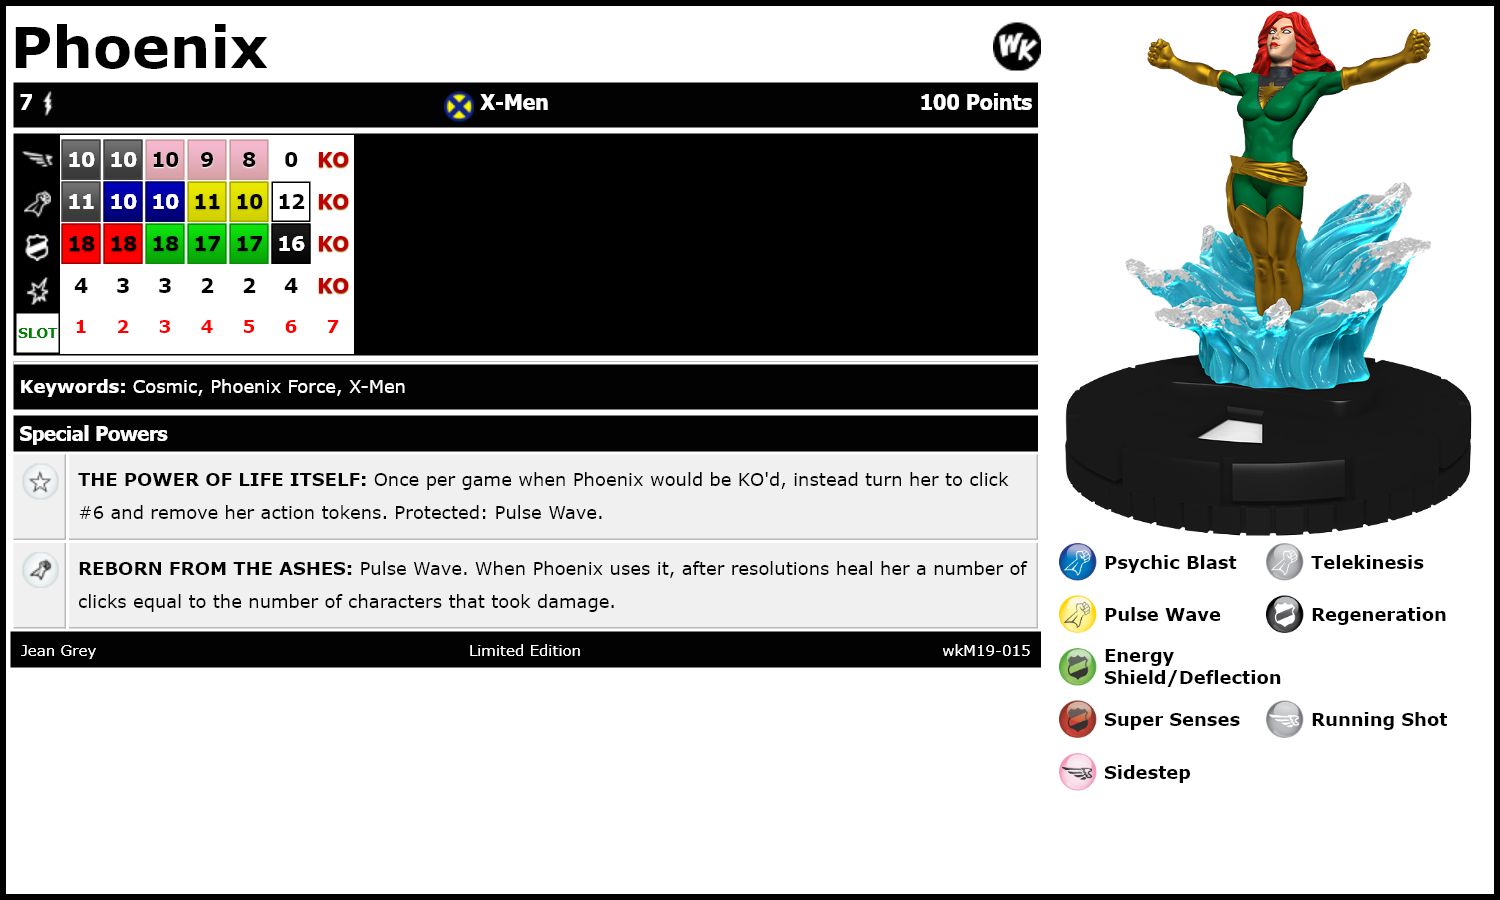 Phoenix
WK
7 X-Men 100 Points
10 10 10 9 8 0 KO
11 10 10 11 10 12 KO
18 18 18 17 17 16 KO
4 3 3 2 2 4 KO
SLOT 1 2 3 4 5 6 7
Keywords: Cosmic, Phoenix Force, X-Men
Special Powers
THE POWER OF LIFE ITSELF: Once per game when Phoenix would be KO'd, instead turn her to click
#6 and remove her action tokens. Protected: Pulse Wave.
REBORN FROM THE ASHES: Pulse Wave. When Phoenix uses it, after resolutions heal her a number of
clicks equal to the number of characters that took damage.
Jean Grey Limited Edition wkM19-015
Psychic Blast Telekinesis
Pulse Wave Regeneration
Energy
Shield/Deflection
Super Senses Running Shot
Sidestep